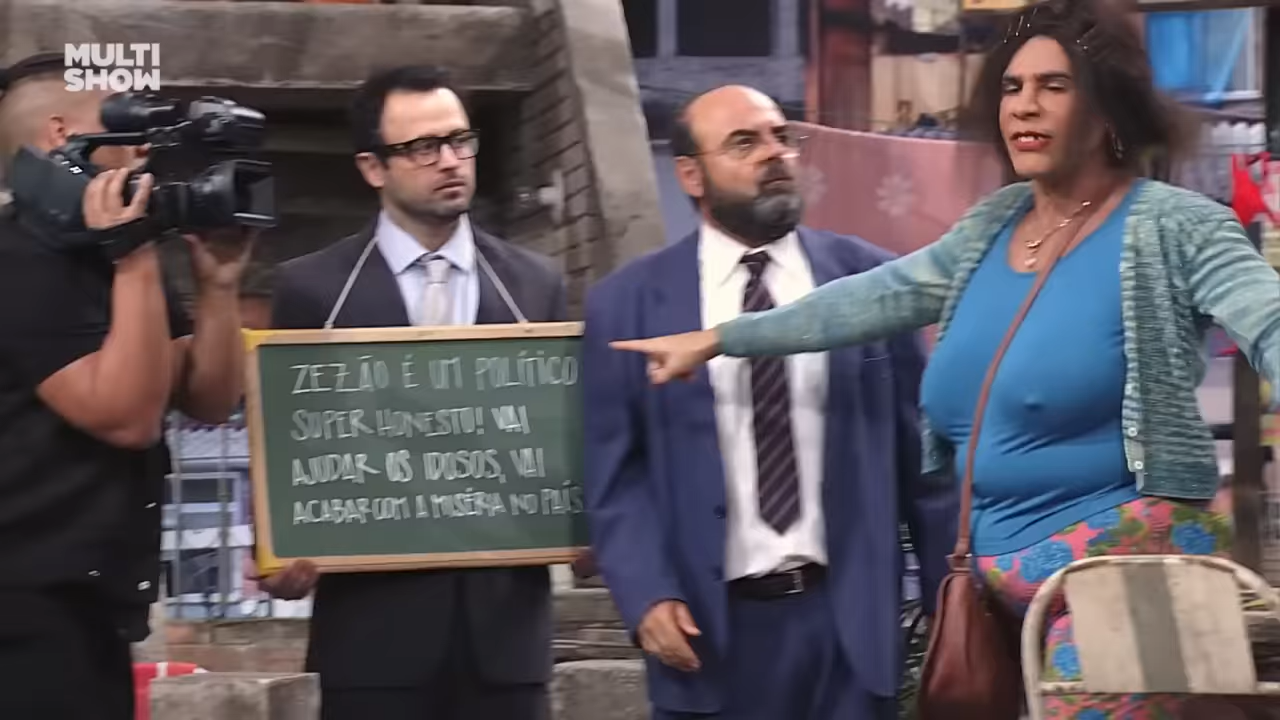 MULTI
SHOW
ZEZÃO É UM POLÍTICO
SUPER HONESTO! VAI
AJUDAR OS IDOSOS, VAI
ACABAR COM A MISÉRIA NO PAÍS